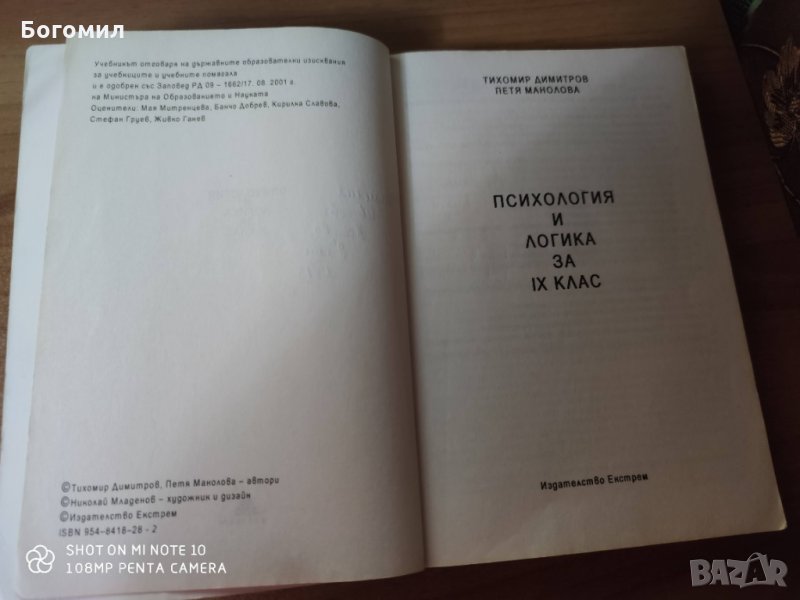 Богомил
Учебникът отговаря на държавните образователни изисквания
за учебниците и учебните помагала
и е одобрен със Заповед РД 09 – 1662/17. 08. 2001 г.
на Министъра на Образованието и Науката
Оценители: Мая Митренцева, Банчо Добрев, Кирилка Славова,
Стефан Груев, Живко Ганев
©Тихомир Димитров, Петя Манолова – автори
©Николай Младенов – художник и дизайн
©Издателство Екстрем
ISBN 954–8418–28 - 2
ТИХОМИР ДИМИТРОВ
ПЕТЯ МАНОЛОВА
ПСИХОЛОГИЯ
И
ЛОГИКА
ЗА
IX КЛАС
Издателство Екстрем
SHOT ON MI NOTE 10
108MP PENTA CAMERA
BAZAR